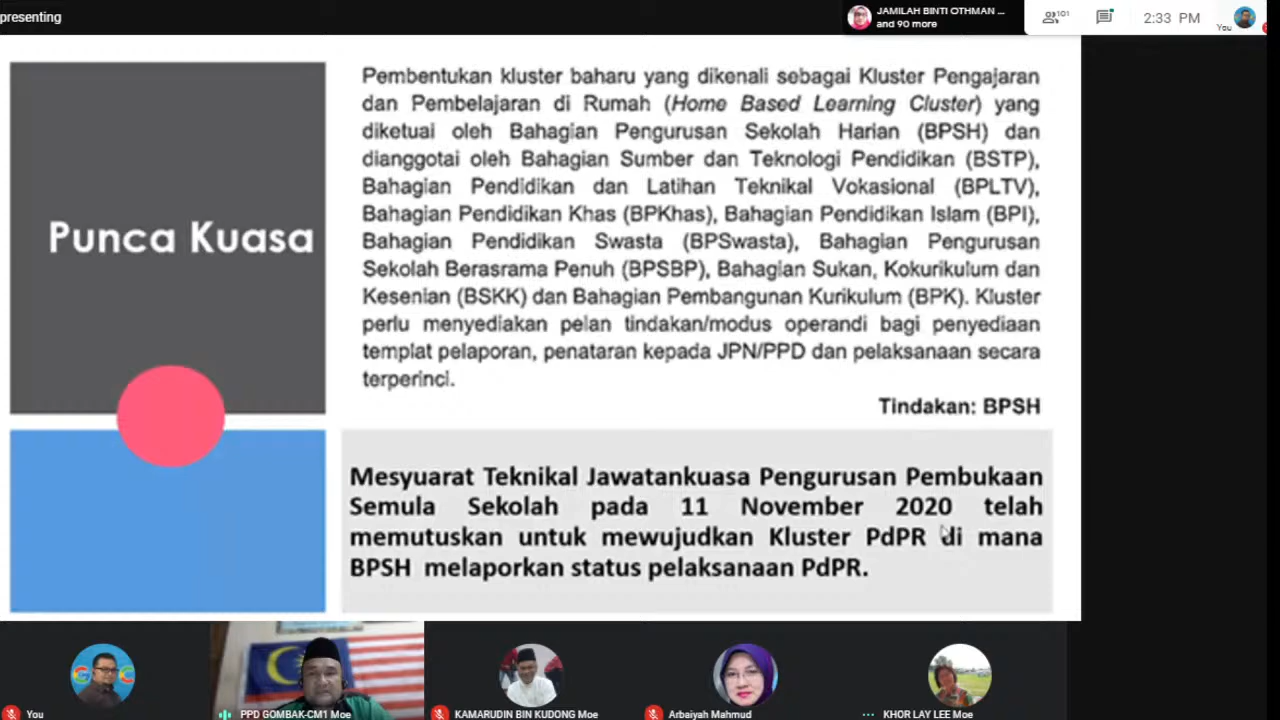 presenting
JAMILAH BINTI OTHMAN ...
and 90 more
101
2:33 PM
You
Punca Kuasa
Pembentukan kluster baharu yang dikenali sebagai Kluster Pengajaran
dan Pembelajaran di Rumah (Home Based Learning Cluster) yang
diketuai oleh Bahagian Pengurusan Sekolah Harian (BPSH) dan
dianggotai oleh Bahagian Sumber dan Teknologi Pendidikan (BSTP),
Bahagian Pendidikan dan Latihan Teknikal Vokasional (BPLTV),
Bahagian Pendidikan Khas (BPKhas), Bahagian Pendidikan Islam (BPI),
Bahagian Pendidikan Swasta (BPSwasta), Bahagian Pengurusan
Sekolah Berasrama Penuh (BPSBP), Bahagian Sukan, Kokurikulum dan
Kesenian (BSKK) dan Bahagian Pembangunan Kurikulum (BPK). Kluster
perlu menyediakan pelan tindakan/modus operandi bagi penyediaan
templat pelaporan, penataran kepada JPN/PPD dan pelaksanaan secara
terperinci.
Tindakan: BPSH
Mesyuarat Teknikal Jawatankuasa Pengurusan Pembukaan
Semula Sekolah pada 11 November 2020 telah
memutuskan untuk mewujudkan Kluster PdPR di mana
BPSH melaporkan status pelaksanaan PdPR.
You
PPD GOMBAK-CM1 Moe
KAMARUDIN BIN KUDONG Moe
Arbaiyah Mahmud
KHOR LAY LEE Moe